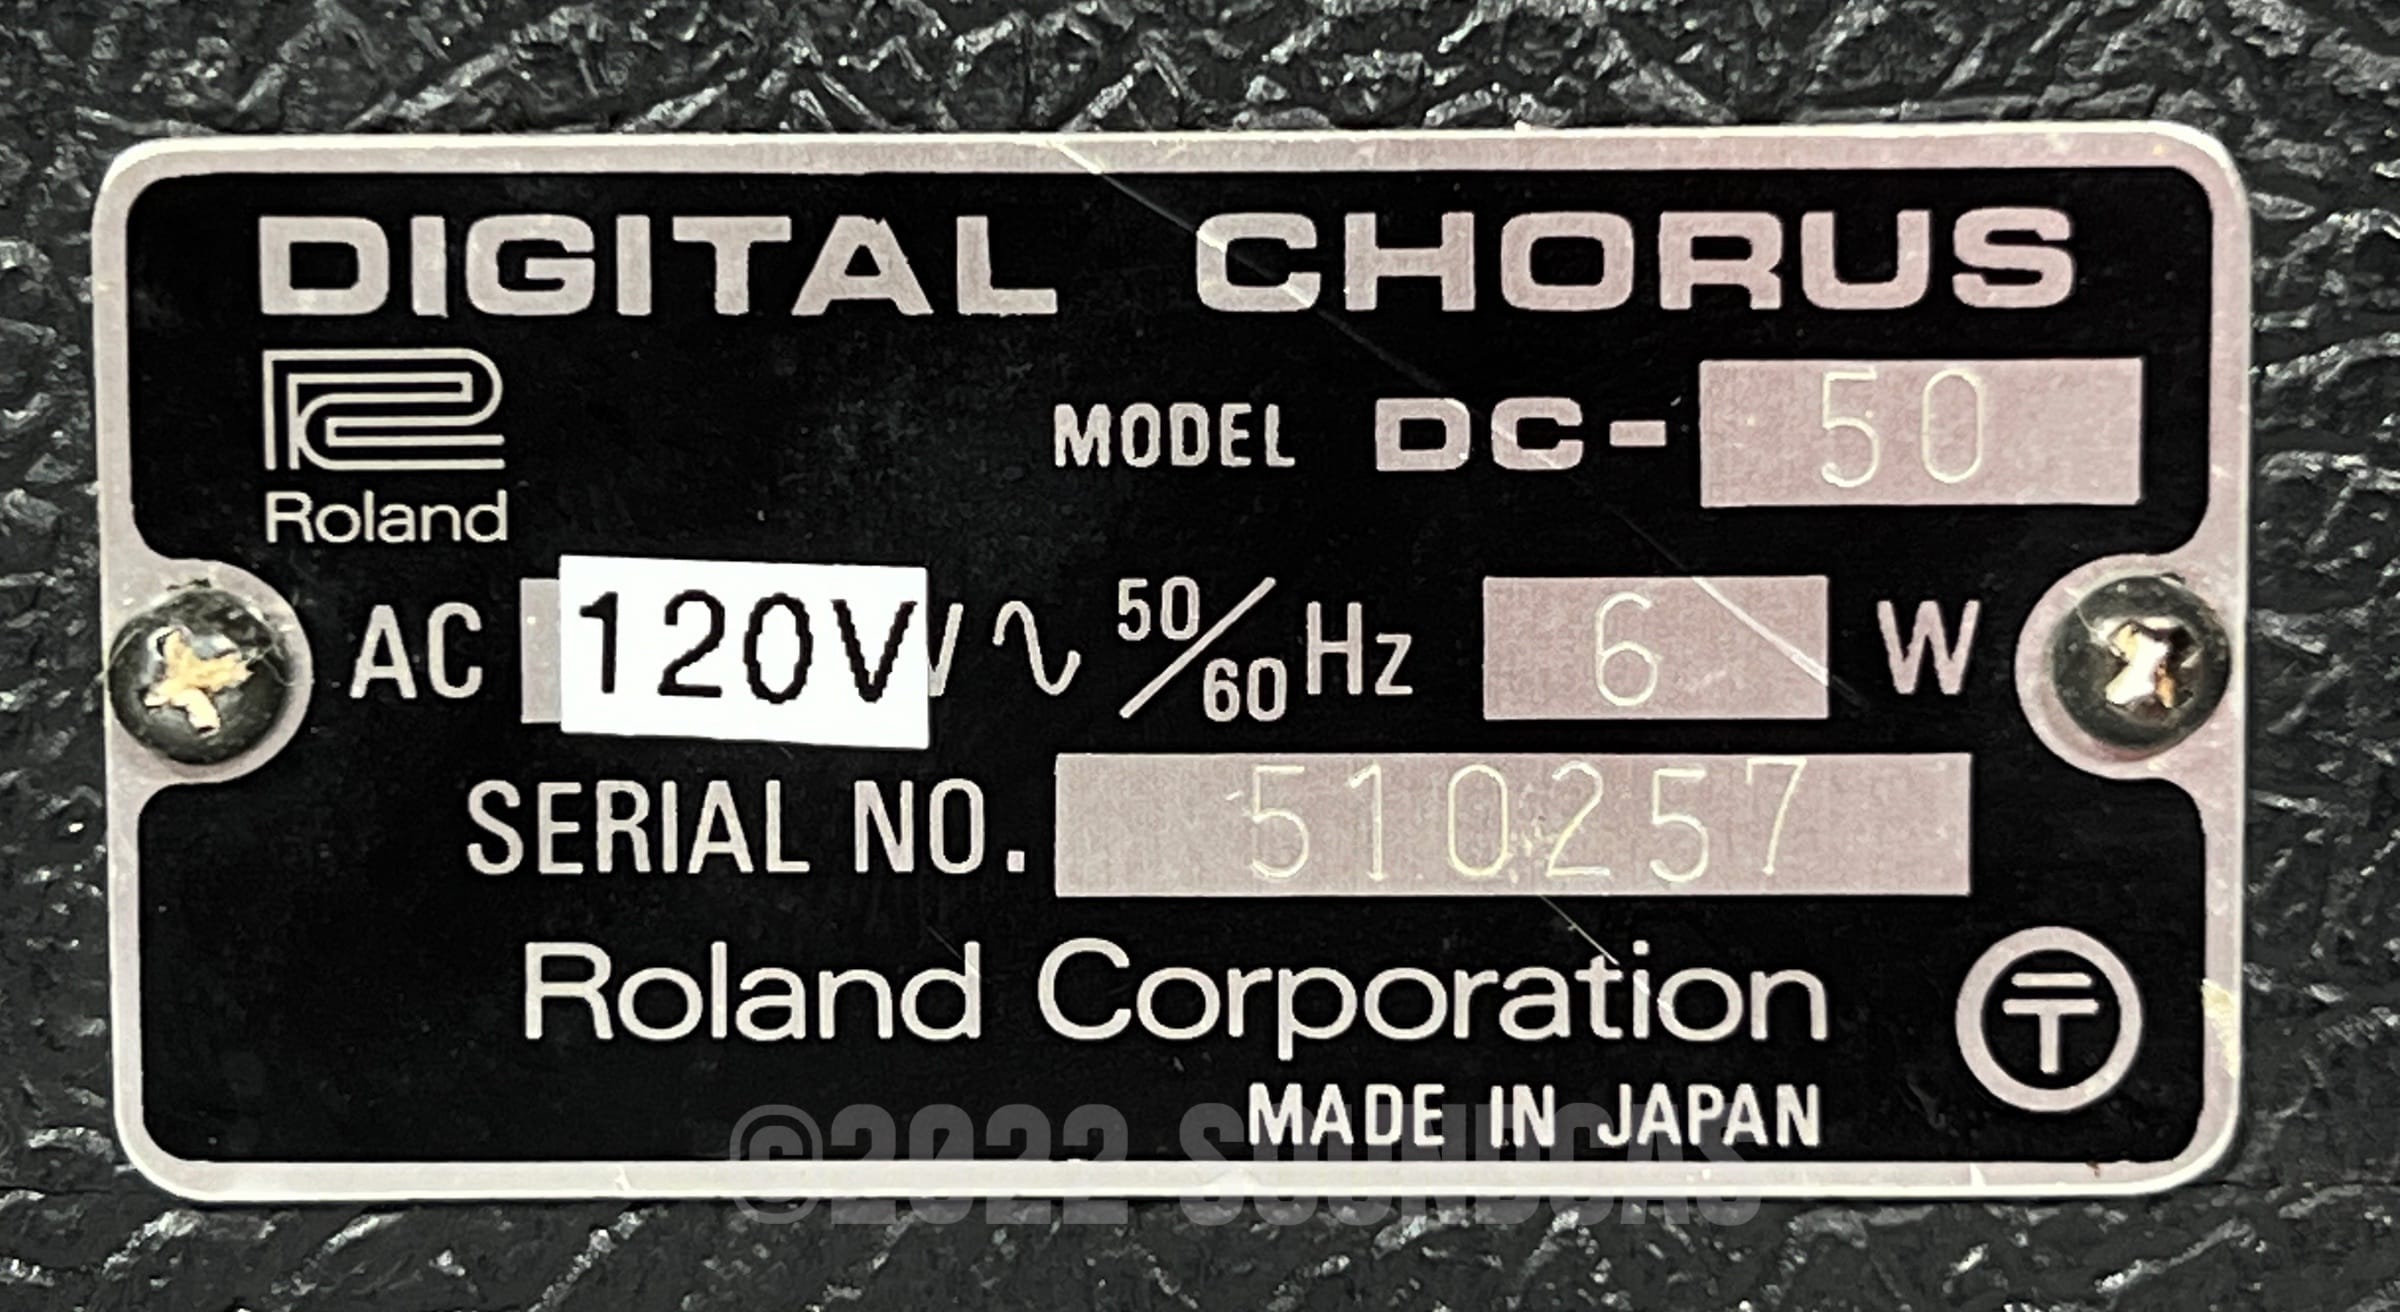 DIGITAL CHORUS
Roland
MODEL DC-50
AC 120V V ∿ 50/60 Hz 6 W
SERIAL NO. 510257
Roland Corporation
MADE IN JAPAN
©2022 SOUNDGAS